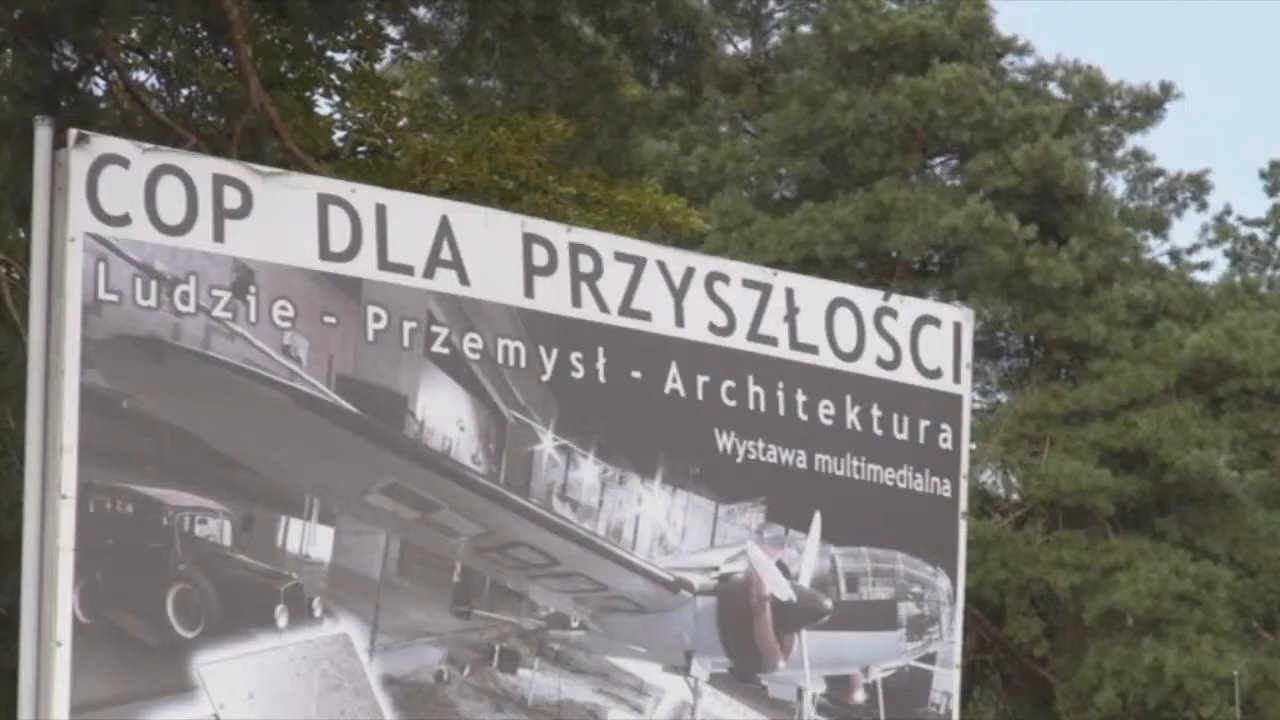 COP DLA PRZYSZŁOŚCI
Ludzie - Przemysł - Architektura
Wystawa multimedialna